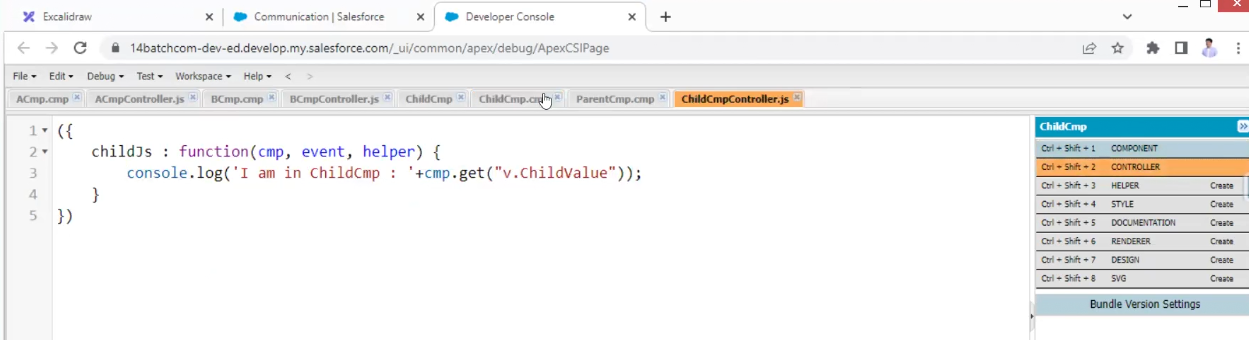 Excalidraw
Communication | Salesforce
Developer Console
14batchcom-dev-ed.develop.my.salesforce.com/_ui/common/apex/debug/ApexCSIPage
File Edit Debug Test Workspace Help < >
ACmp.cmp ACmpController.js BCmp.cmp BCmpController.js ChildCmp ChildCmp.cmp ParentCmp.cmp ChildCmpController.js
1 ({
2 childJs : function(cmp, event, helper) {
3 console.log('I am in ChildCmp : '+cmp.get("v.ChildValue"));
4 }
5 })
ChildCmp
Ctrl + Shift + 1 COMPONENT
Ctrl + Shift + 2 CONTROLLER
Ctrl + Shift + 3 HELPER Create
Ctrl + Shift + 4 STYLE Create
Ctrl + Shift + 5 DOCUMENTATION Create
Ctrl + Shift + 6 RENDERER Create
Ctrl + Shift + 7 DESIGN Create
Ctrl + Shift + 8 SVG Create
Bundle Version Settings